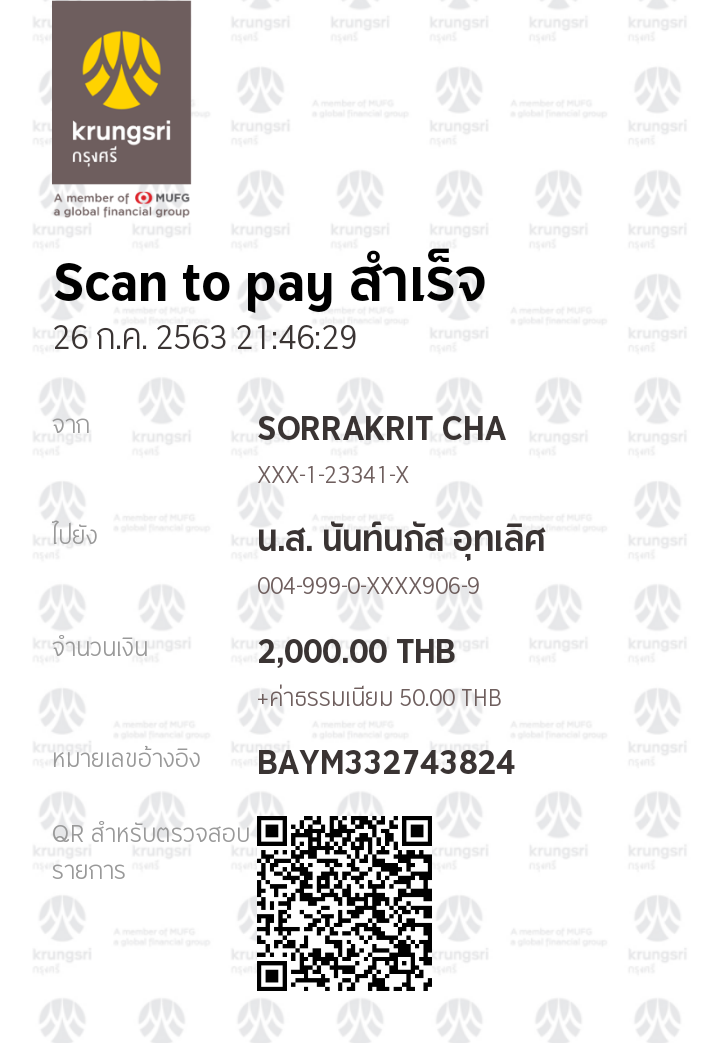 krungsri
กรุงศรี
A member of MUFG
a global financial group
Scan to pay สำเร็จ
26 ก.ค. 2563 21:46:29
จาก
SORRAKRIT CHA
XXX-1-23341-X
ไปยัง
น.ส. นันท์นภัส อุทเลิศ
004-999-0-XXXX906-9
จำนวนเงิน
2,000.00 THB
+ค่าธรรมเนียม 50.00 THB
หมายเลขอ้างอิง
BAYM332743824
QR สำหรับตรวจสอบ
รายการ